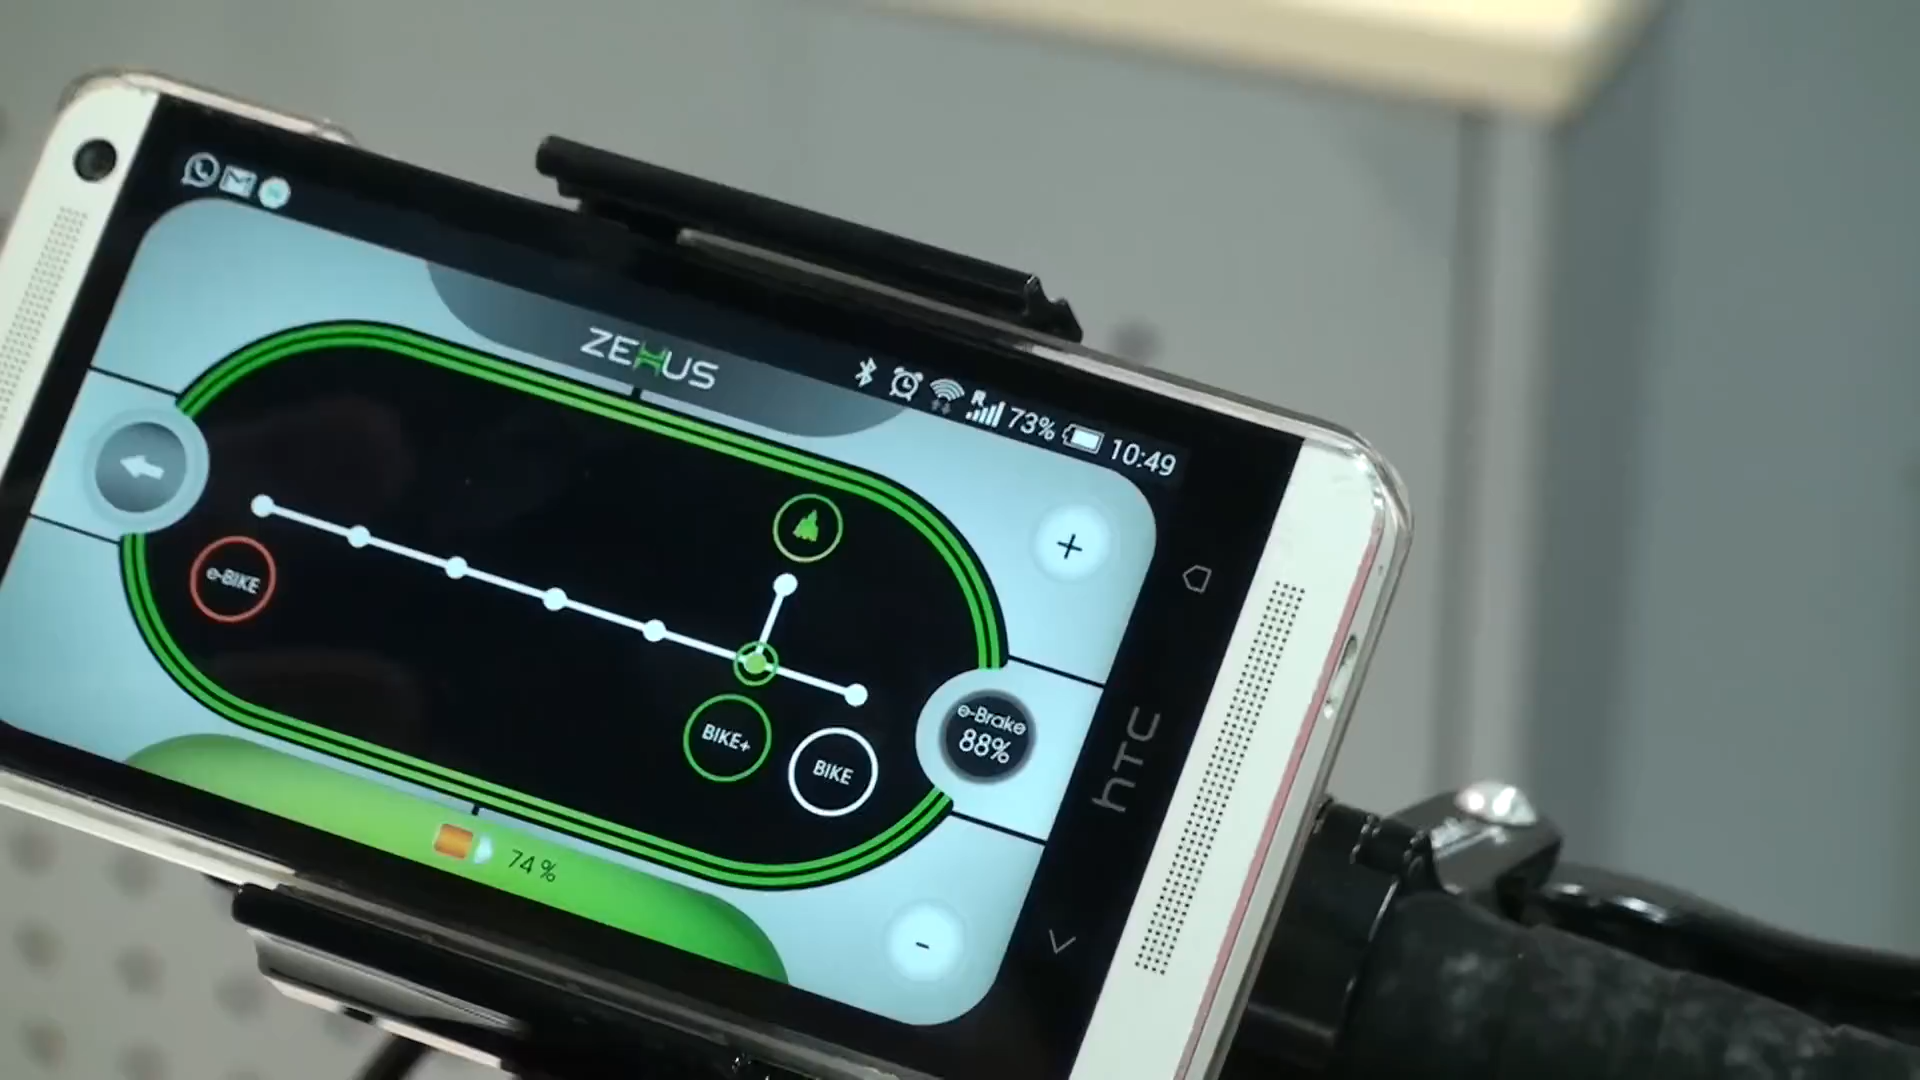 ZEHUS
R
73% 10:49
e-BIKE
BIKE+
BIKE
e-Brake
88%
+
-
74%
hTC